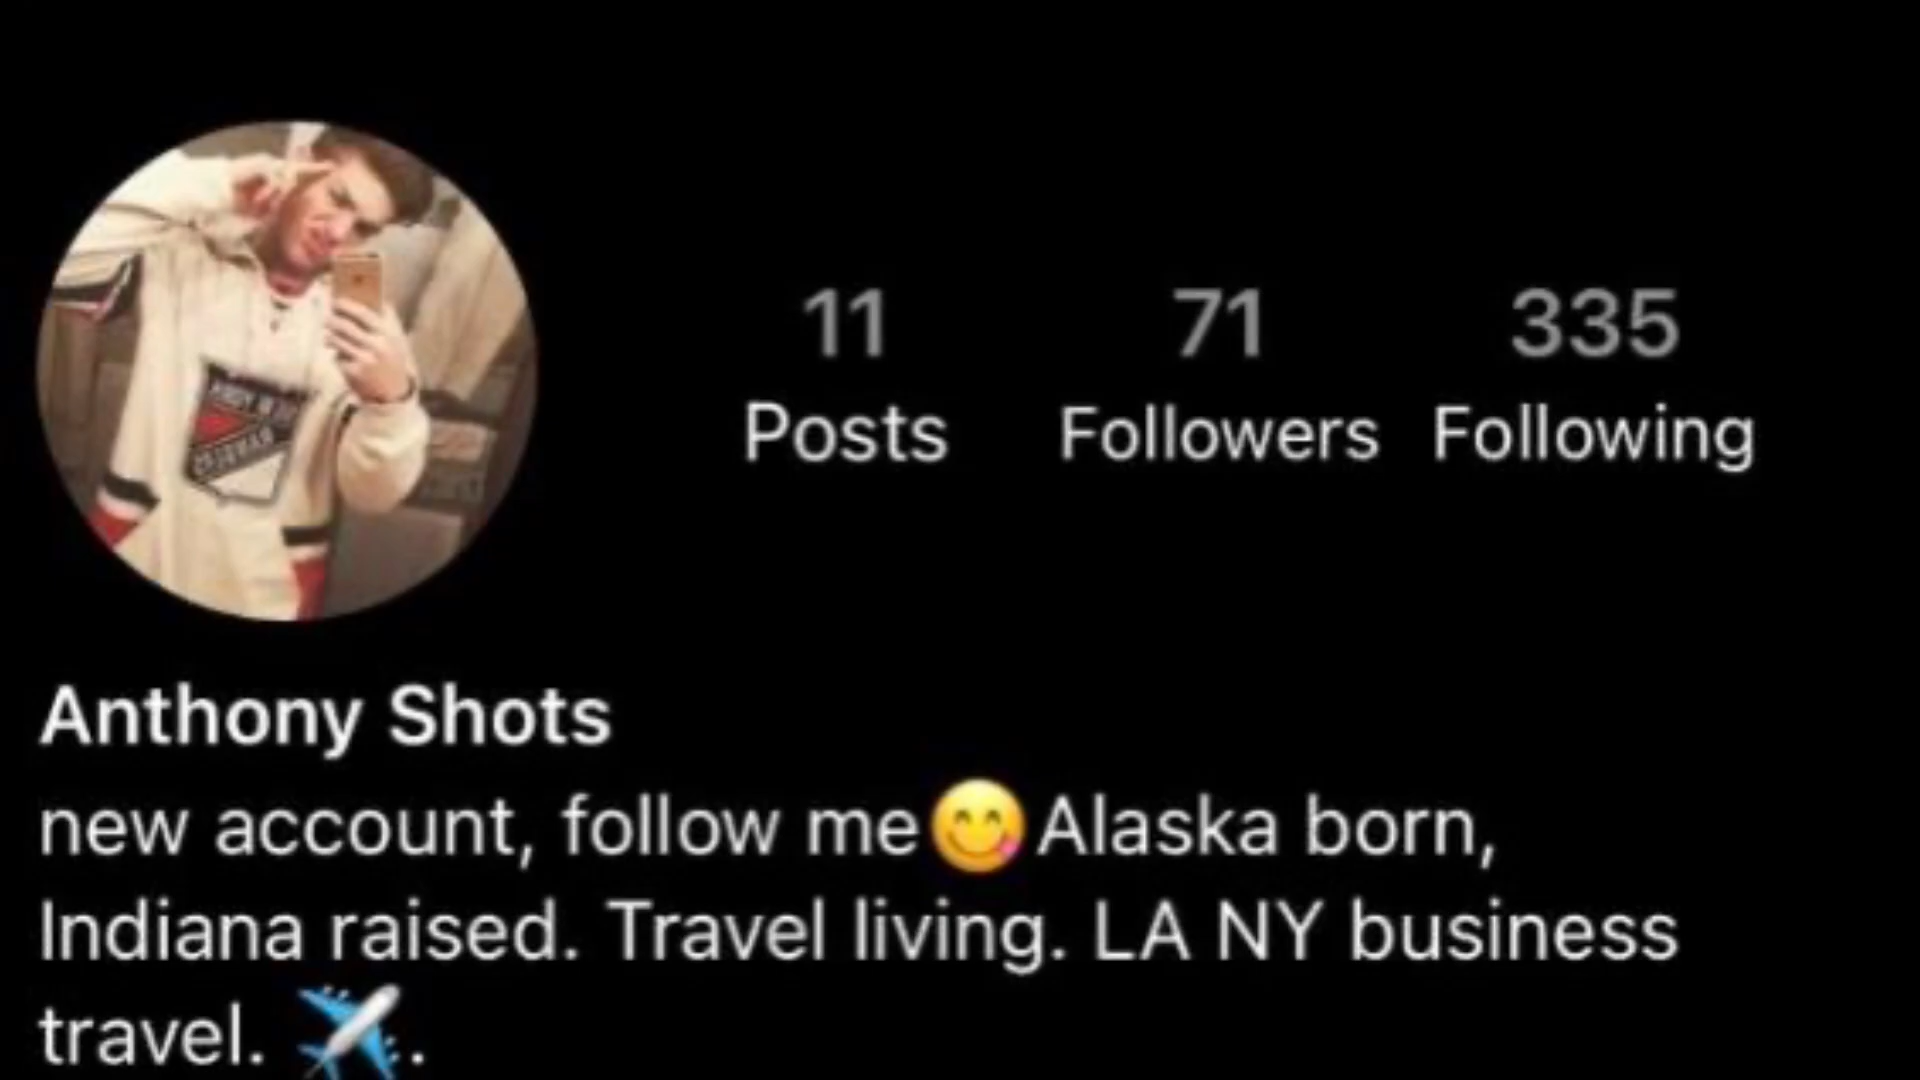 11 71 335
Posts Followers Following
Anthony Shots
new account, follow me😋Alaska born,
Indiana raised. Travel living. LA NY business
travel. ✈️.